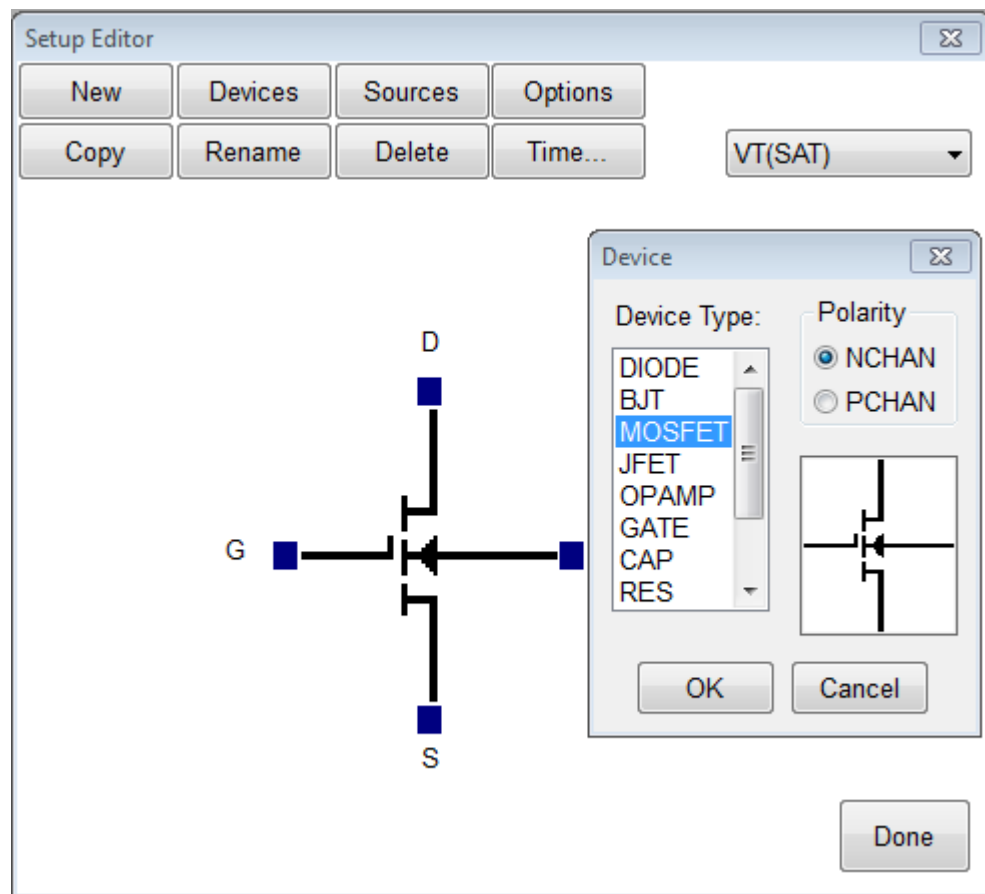 Setup Editor
New Devices Sources Options
Copy Rename Delete Time...
VT(SAT)
D
G
S
Device
Device Type:
DIODE
BJT
MOSFET
JFET
OPAMP
GATE
CAP
RES
Polarity
NCHAN
PCHAN
OK Cancel
Done